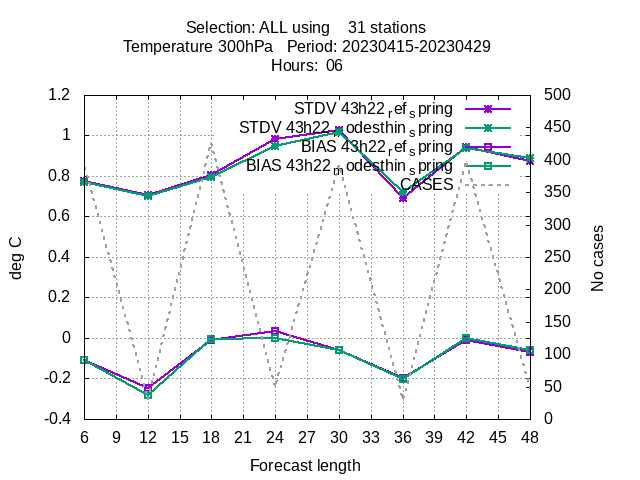 Selection: ALL using 31 stations
Temperature 300hPa Period: 20230415-20230429
Hours: 06
STDV 43h22_ref_spring
STDV 43h22_modesthin_spring
BIAS 43h22_ref_spring
BIAS 43h22_modesthin_spring
CASES
1.2
1
0.8
0.6
0.4
0.2
0
-0.2
-0.4
deg C
500
450
400
350
300
250
200
150
100
50
0
No cases
6 9 12 15 18 21 24 27 30 33 36 39 42 45 48
Forecast length